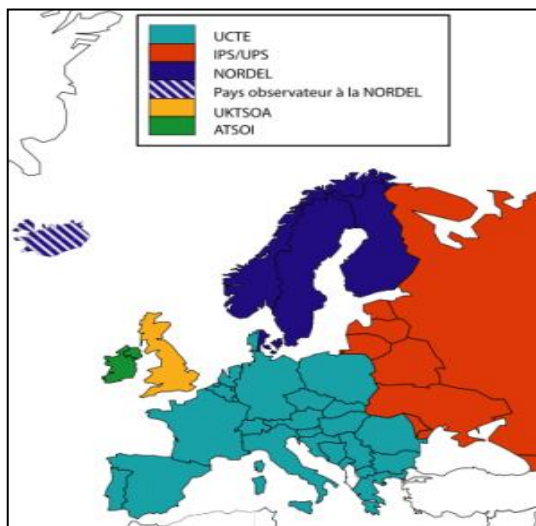 UCTE
IPS/UPS
NORDEL
Pays observateur à la NORDEL
UKTSOA
ATSOI